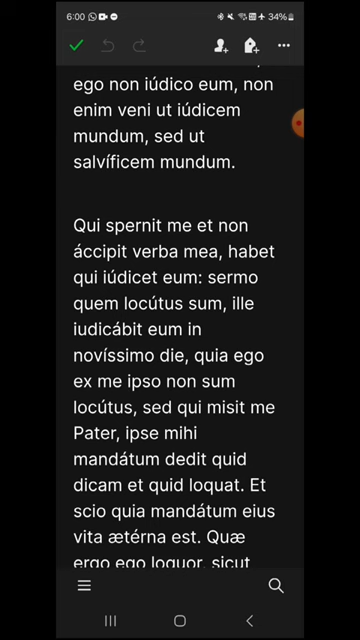 6:00
34%
ego non iúdico eum, non
enim veni ut iúdicem
mundum, sed ut
salvíficem mundum.
Qui spernit me et non
áccipit verba mea, habet
qui iúdicet eum: sermo
quem locútus sum, ille
iudicábit eum in
novíssimo die, quia ego
ex me ipso non sum
locútus, sed qui misit me
Pater, ipse mihi
mandátum dedit quid
dicam et quid loquat. Et
scio quia mandátum eius
vita ætérna est. Quæ
ergo ego loquor, sicut